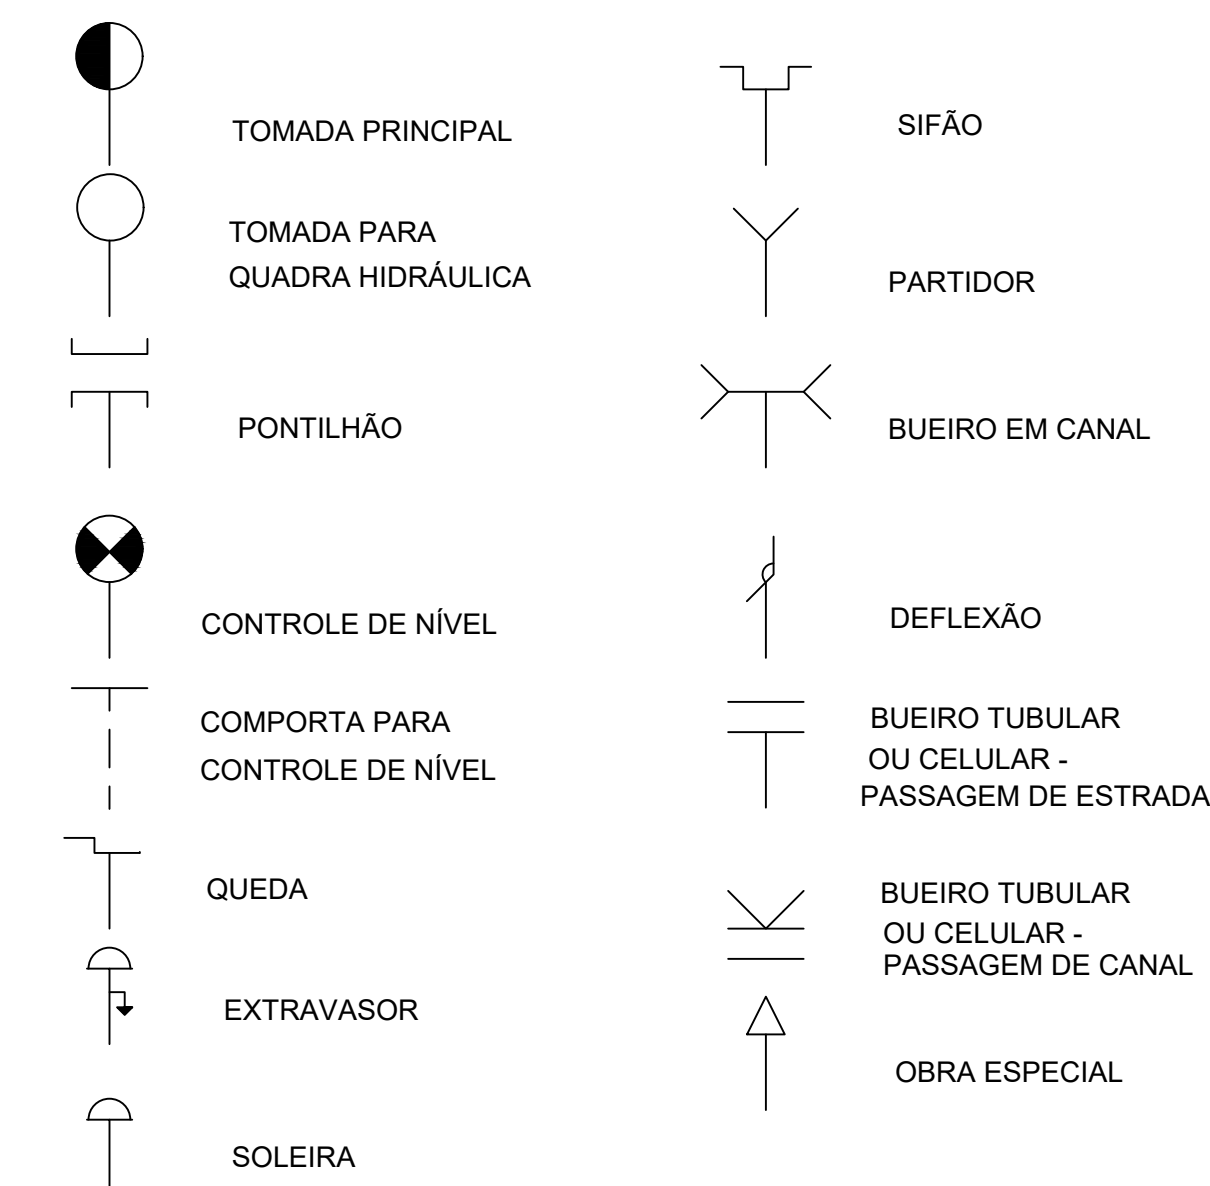 TOMADA PRINCIPAL
TOMADA PARA
QUADRA HIDRÁULICA
PONTILHÃO
CONTROLE DE NÍVEL
COMPORTA PARA
CONTROLE DE NÍVEL
QUEDA
EXTRAVASOR
SOLEIRA
SIFÃO
PARTIDOR
BUEIRO EM CANAL
DEFLEXÃO
BUEIRO TUBULAR
OU CELULAR -
PASSAGEM DE ESTRADA
BUEIRO TUBULAR
OU CELULAR -
PASSAGEM DE CANAL
OBRA ESPECIAL